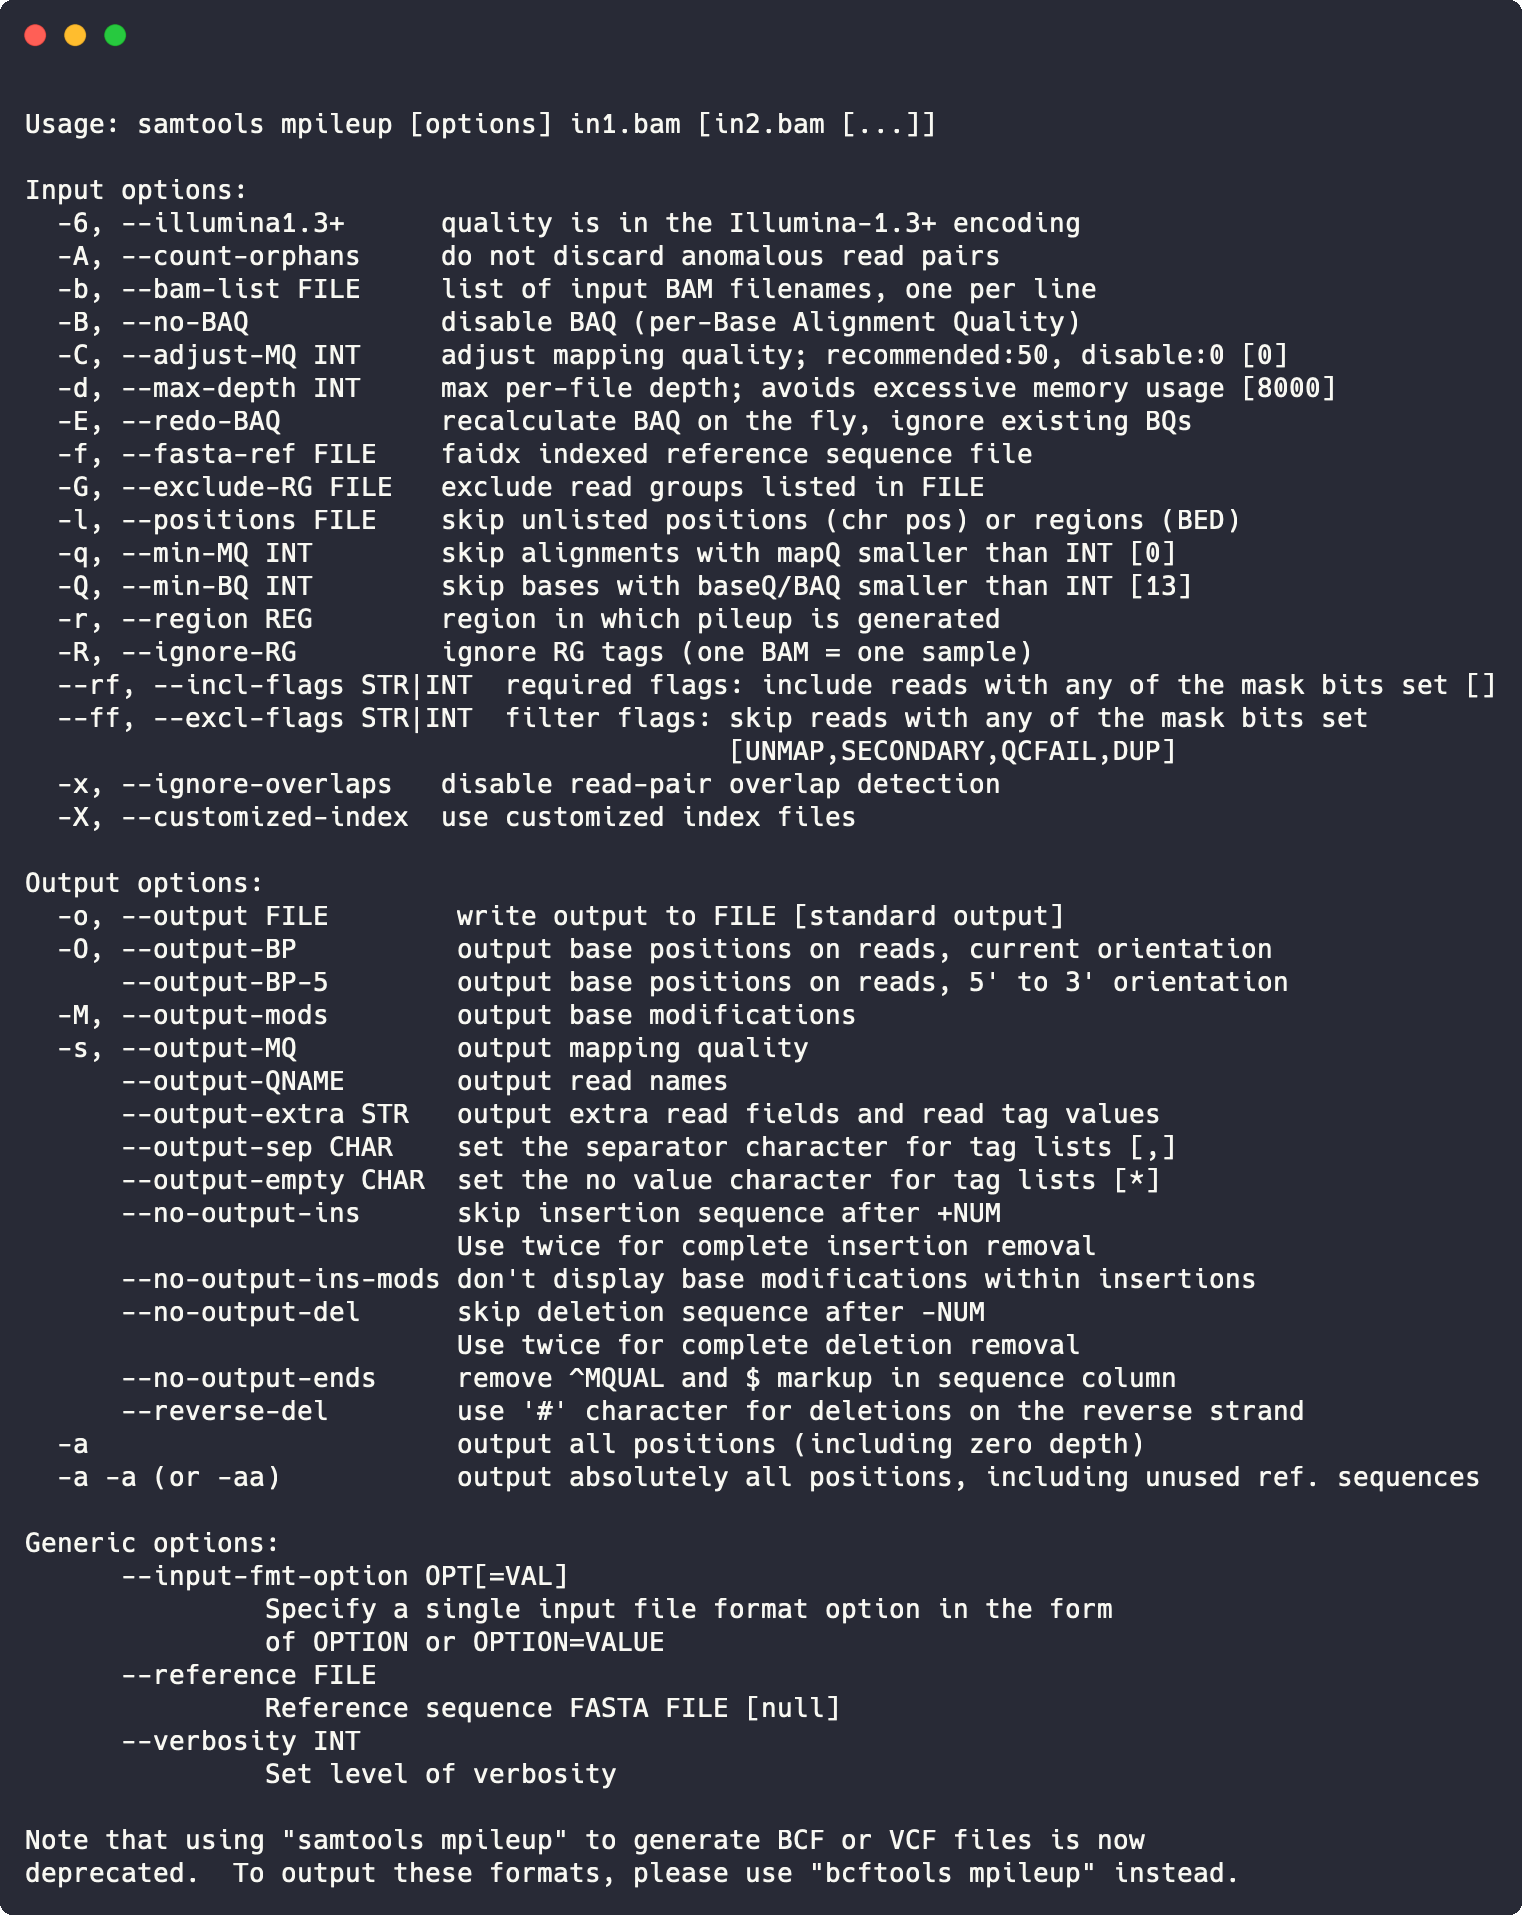 Usage: samtools mpileup [options] in1.bam [in2.bam [...]]

Input options:
  -6, --illumina1.3+      quality is in the Illumina-1.3+ encoding
  -A, --count-orphans     do not discard anomalous read pairs
  -b, --bam-list FILE     list of input BAM filenames, one per line
  -B, --no-BAQ            disable BAQ (per-Base Alignment Quality)
  -C, --adjust-MQ INT     adjust mapping quality; recommended:50, disable:0 [0]
  -d, --max-depth INT     max per-file depth; avoids excessive memory usage [8000]
  -E, --redo-BAQ          recalculate BAQ on the fly, ignore existing BQs
  -f, --fasta-ref FILE    faidx indexed reference sequence file
  -G, --exclude-RG FILE   exclude read groups listed in FILE
  -l, --positions FILE    skip unlisted positions (chr pos) or regions (BED)
  -q, --min-MQ INT        skip alignments with mapQ smaller than INT [0]
  -Q, --min-BQ INT        skip bases with baseQ/BAQ smaller than INT [13]
  -r, --region REG        region in which pileup is generated
  -R, --ignore-RG         ignore RG tags (one BAM = one sample)
  --rf, --incl-flags STR|INT  required flags: include reads with any of the mask bits set []
  --ff, --excl-flags STR|INT  filter flags: skip reads with any of the mask bits set
                                            [UNMAP,SECONDARY,QCFAIL,DUP]
  -x, --ignore-overlaps   disable read-pair overlap detection
  -X, --customized-index  use customized index files

Output options:
  -o, --output FILE        write output to FILE [standard output]
  -O, --output-BP          output base positions on reads, current orientation
      --output-BP-5        output base positions on reads, 5' to 3' orientation
  -M, --output-mods        output base modifications
  -s, --output-MQ          output mapping quality
      --output-QNAME       output read names
      --output-extra STR   output extra read fields and read tag values
      --output-sep CHAR    set the separator character for tag lists [,]
      --output-empty CHAR  set the no value character for tag lists [*]
      --no-output-ins      skip insertion sequence after +NUM
                           Use twice for complete insertion removal
      --no-output-ins-mods don't display base modifications within insertions
      --no-output-del      skip deletion sequence after -NUM
                           Use twice for complete deletion removal
      --no-output-ends     remove ^MQUAL and $ markup in sequence column
      --reverse-del        use '#' character for deletions on the reverse strand
  -a                       output all positions (including zero depth)
  -a -a (or -aa)           output absolutely all positions, including unused ref. sequences

Generic options:
      --input-fmt-option OPT[=VAL]
               Specify a single input file format option in the form
               of OPTION or OPTION=VALUE
      --reference FILE
               Reference sequence FASTA FILE [null]
      --verbosity INT
               Set level of verbosity

Note that using "samtools mpileup" to generate BCF or VCF files is now
deprecated.  To output these formats, please use "bcftools mpileup" instead.